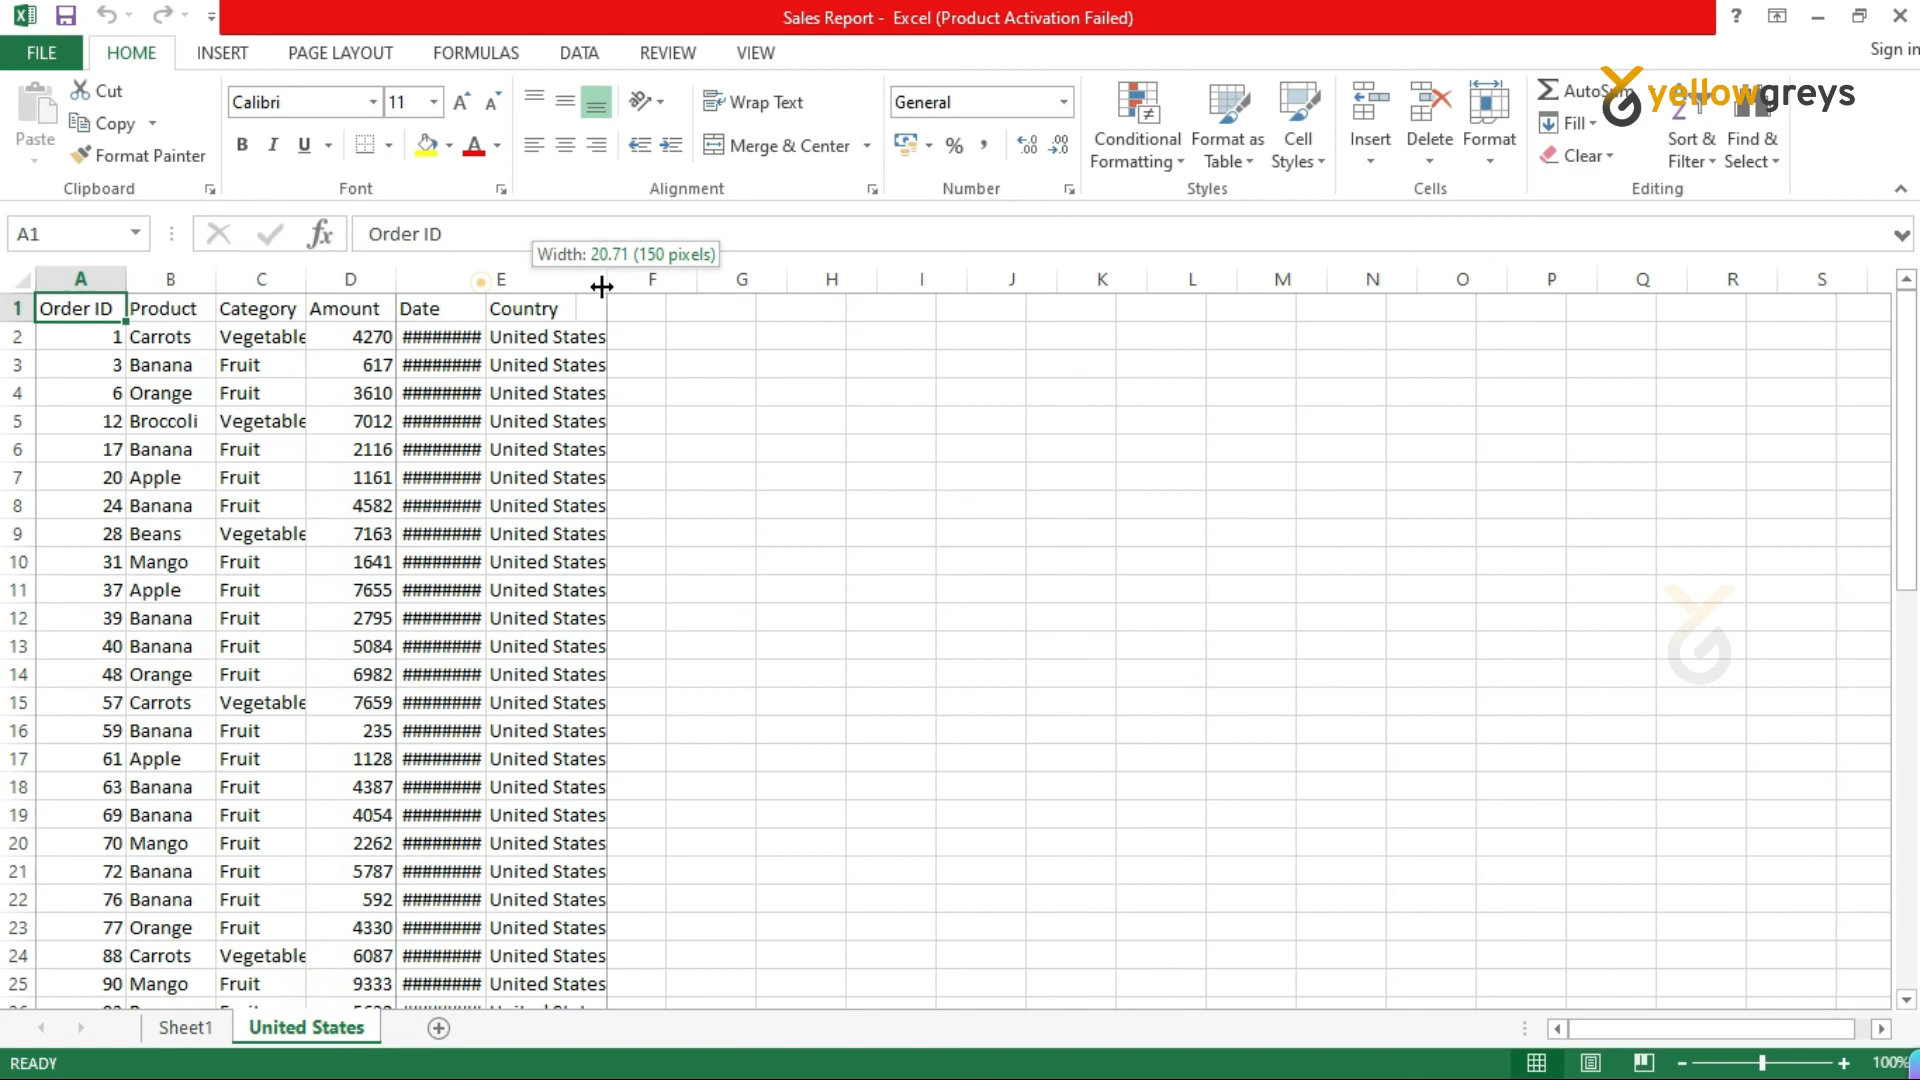 Sales Report - Excel (Product Activation Failed)
?
FILE HOME INSERT PAGE LAYOUT FORMULAS DATA REVIEW VIEW Sign in
Paste Cut Copy Format Painter Clipboard
Calibri 11 B I U A Font
Wrap Text Merge & Center Alignment
General % Number
Conditional Formatting Format as Table Cell Styles Styles
Insert Delete Format Cells
AutoSum Fill Clear Sort & Filter Find & Select Editing
yellowgreys
A1 fx Order ID
Width: 20.71 (150 pixels)
A B C D E F G H I J K L M N O P Q R S
1 Order ID Product Category Amount Date Country
2 1 Carrots Vegetable 4270 ######## United States
3 3 Banana Fruit 617 ######## United States
4 6 Orange Fruit 3610 ######## United States
5 12 Broccoli Vegetable 7012 ######## United States
6 17 Banana Fruit 2116 ######## United States
7 20 Apple Fruit 1161 ######## United States
8 24 Banana Fruit 4582 ######## United States
9 28 Beans Vegetable 7163 ######## United States
10 31 Mango Fruit 1641 ######## United States
11 37 Apple Fruit 7655 ######## United States
12 39 Banana Fruit 2795 ######## United States
13 40 Banana Fruit 5084 ######## United States
14 48 Orange Fruit 6982 ######## United States
15 57 Carrots Vegetable 7659 ######## United States
16 59 Banana Fruit 235 ######## United States
17 61 Apple Fruit 1128 ######## United States
18 63 Banana Fruit 4387 ######## United States
19 69 Banana Fruit 4054 ######## United States
20 70 Mango Fruit 2262 ######## United States
21 72 Banana Fruit 5787 ######## United States
22 76 Banana Fruit 592 ######## United States
23 77 Orange Fruit 4330 ######## United States
24 88 Carrots Vegetable 6087 ######## United States
25 90 Mango Fruit 9333 ######## United States
Sheet1 United States
READY 100%